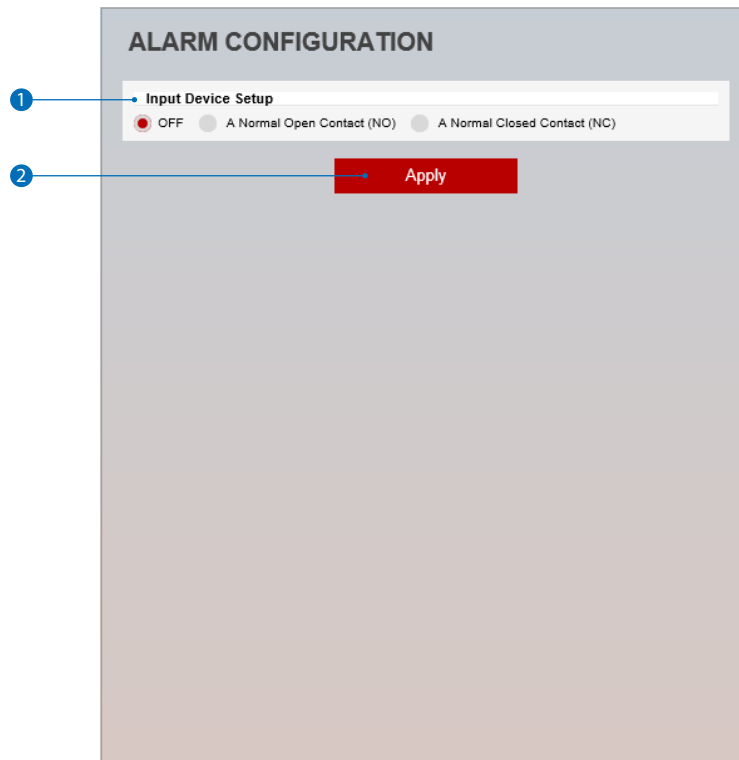 ALARM CONFIGURATION
1
Input Device Setup
OFF A Normal Open Contact (NO) A Normal Closed Contact (NC)
2
Apply